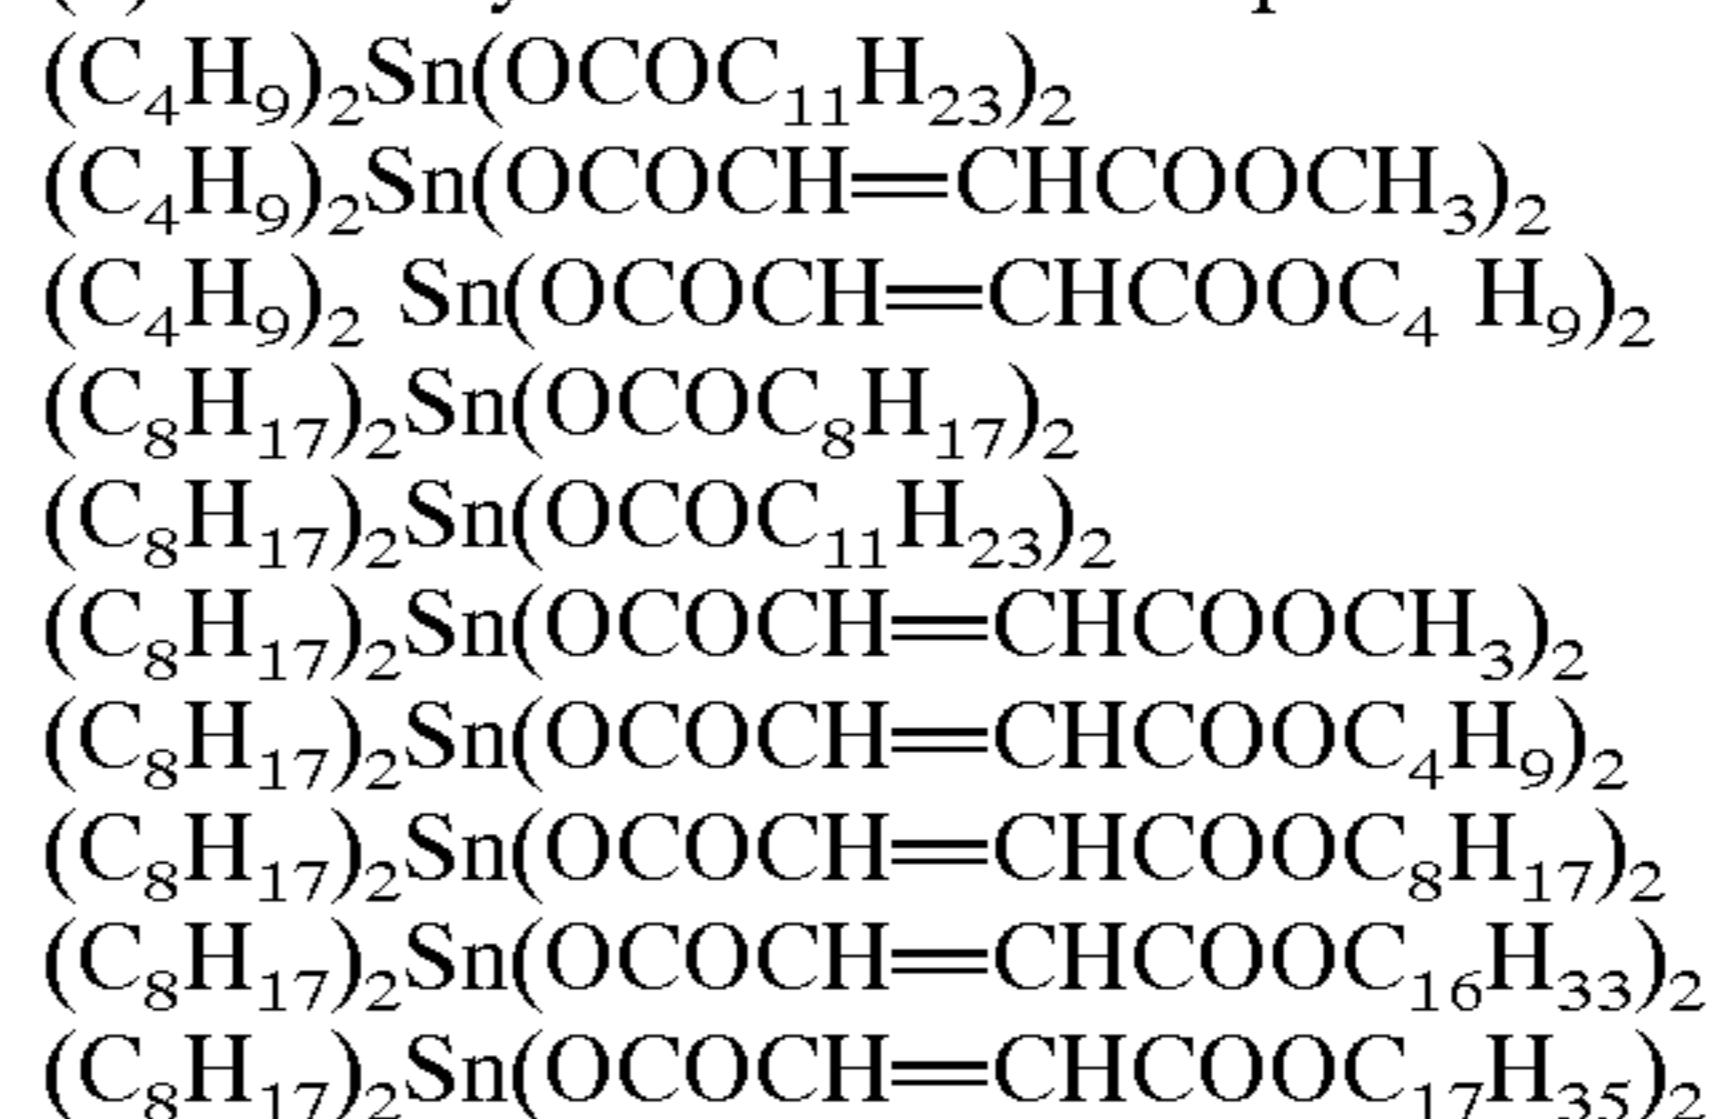 (C₄H₉)₂Sn(OCOC₁₁H₂₃)₂
(C₄H₉)₂Sn(OCOCH=CHCOOCH₃)₂
(C₄H₉)₂ Sn(OCOCH=CHCOOC₄ H₉)₂
(C₈H₁₇)₂Sn(OCOC₈H₁₇)₂
(C₈H₁₇)₂Sn(OCOC₁₁H₂₃)₂
(C₈H₁₇)₂Sn(OCOCH=CHCOOCH₃)₂
(C₈H₁₇)₂Sn(OCOCH=CHCOOC₄H₉)₂
(C₈H₁₇)₂Sn(OCOCH=CHCOOC₈H₁₇)₂
(C₈H₁₇)₂Sn(OCOCH=CHCOOC₁₆H₃₃)₂
(C₈H₁₇)₂Sn(OCOCH=CHCOOC₁₇H₃₅)₂